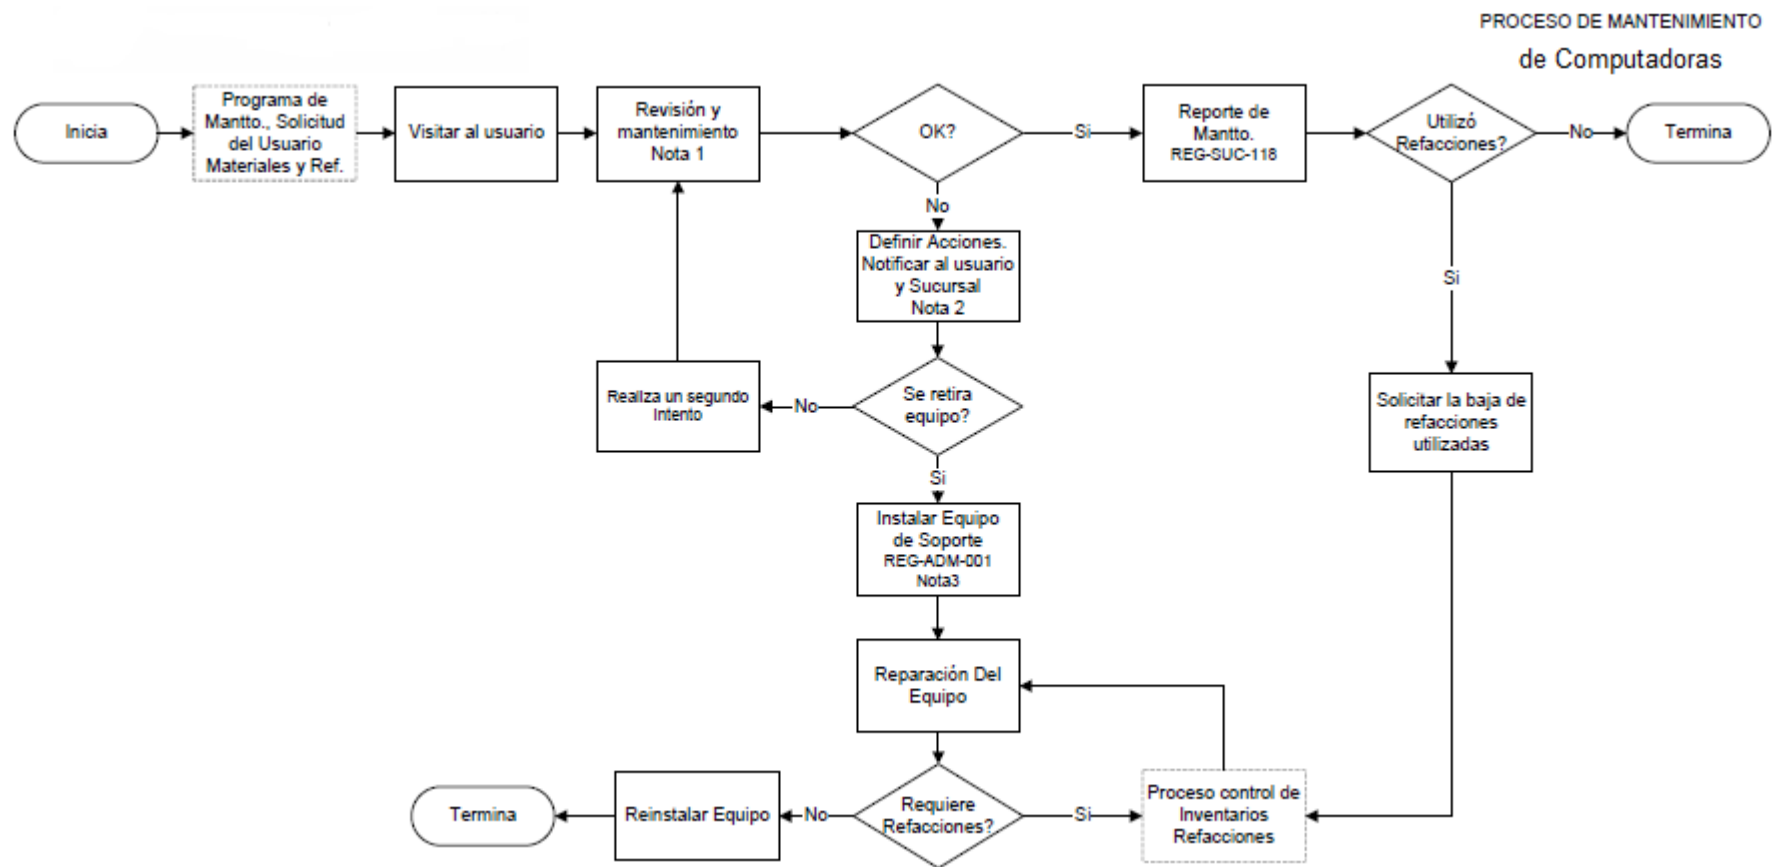 PROCESO DE MANTENIMIENTO
de Computadoras
Inicia
Programa de
Mantto., Solicitud
del Usuario
Materiales y Ref.
Visitar al usuario
Revisión y
mantenimiento
Nota 1
OK?
Si
Reporte de
Mantto.
REG-SUC-118
Utilizó
Refacciones?
No
Termina
No
Definir Acciones.
Notificar al usuario
y Sucursal
Nota 2
Si
Realiza un segundo
Intento
No
Se retira
equipo?
Solicitar la baja de
refacciones
utilizadas
Si
Instalar Equipo
de Soporte
REG-ADM-001
Nota3
Reparación Del
Equipo
Termina
Reinstalar Equipo
No
Requiere
Refacciones?
Si
Proceso control de
Inventarios
Refacciones